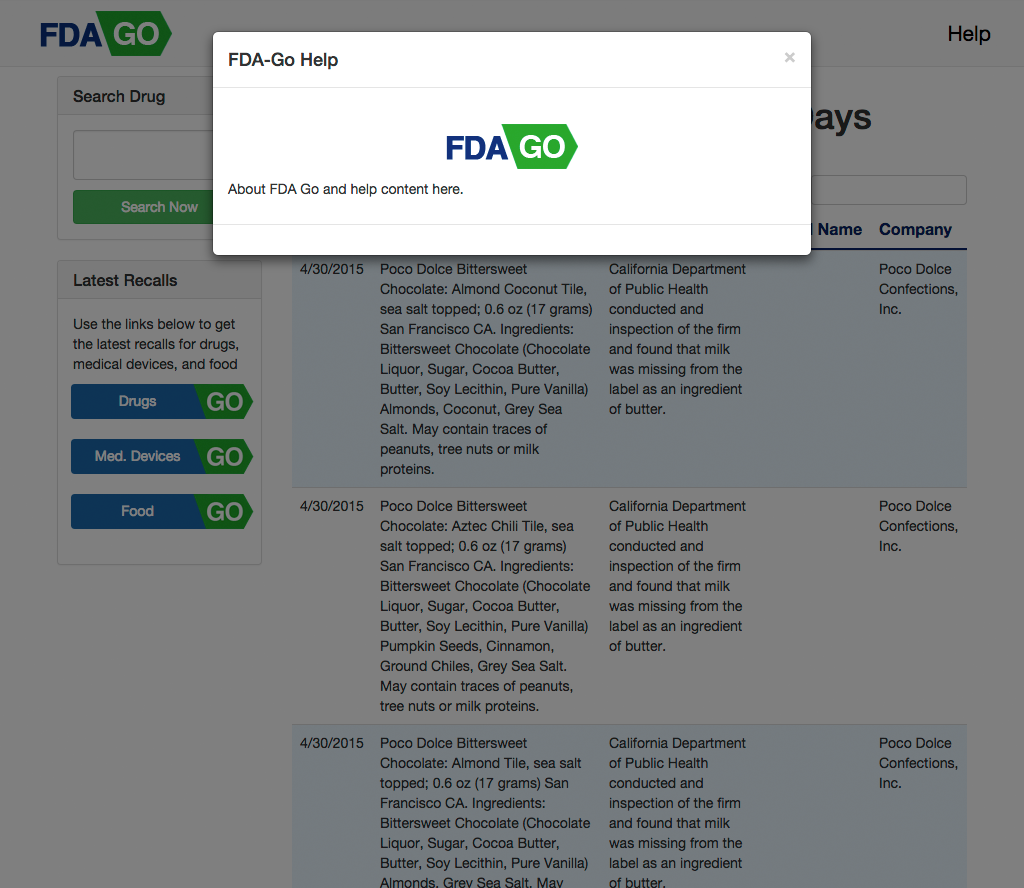 FDA GO
Help
FDA-Go Help
×
FDA GO
About FDA Go and help content here.
Search Drug
Search Now
Latest Recalls
Use the links below to get
the latest recalls for drugs,
medical devices, and food
Drugs GO
Med. Devices GO
Food GO
Name Company
4/30/2015
Poco Dolce Bittersweet
Chocolate: Almond Coconut Tile,
sea salt topped; 0.6 oz (17 grams)
San Francisco CA. Ingredients:
Bittersweet Chocolate (Chocolate
Liquor, Sugar, Cocoa Butter,
Butter, Soy Lecithin, Pure Vanilla)
Almonds, Coconut, Grey Sea
Salt. May contain traces of
peanuts, tree nuts or milk
proteins.
California Department
of Public Health
conducted and
inspection of the firm
and found that milk
was missing from the
label as an ingredient
of butter.
Poco Dolce
Confections,
Inc.
4/30/2015
Poco Dolce Bittersweet
Chocolate: Aztec Chili Tile, sea
salt topped; 0.6 oz (17 grams)
San Francisco CA. Ingredients:
Bittersweet Chocolate (Chocolate
Liquor, Sugar, Cocoa Butter,
Butter, Soy Lecithin, Pure Vanilla)
Pumpkin Seeds, Cinnamon,
Ground Chiles, Grey Sea Salt.
May contain traces of peanuts,
tree nuts or milk proteins.
California Department
of Public Health
conducted and
inspection of the firm
and found that milk
was missing from the
label as an ingredient
of butter.
Poco Dolce
Confections,
Inc.
4/30/2015
Poco Dolce Bittersweet
Chocolate: Almond Tile, sea salt
topped; 0.6 oz (17 grams) San
Francisco CA. Ingredients:
Bittersweet Chocolate (Chocolate
Liquor, Sugar, Cocoa Butter,
Butter, Soy Lecithin, Pure Vanilla)
Almonds, Grey Sea Salt. May
California Department
of Public Health
conducted and
inspection of the firm
and found that milk
was missing from the
label as an ingredient
of butter.
Poco Dolce
Confections,
Inc.